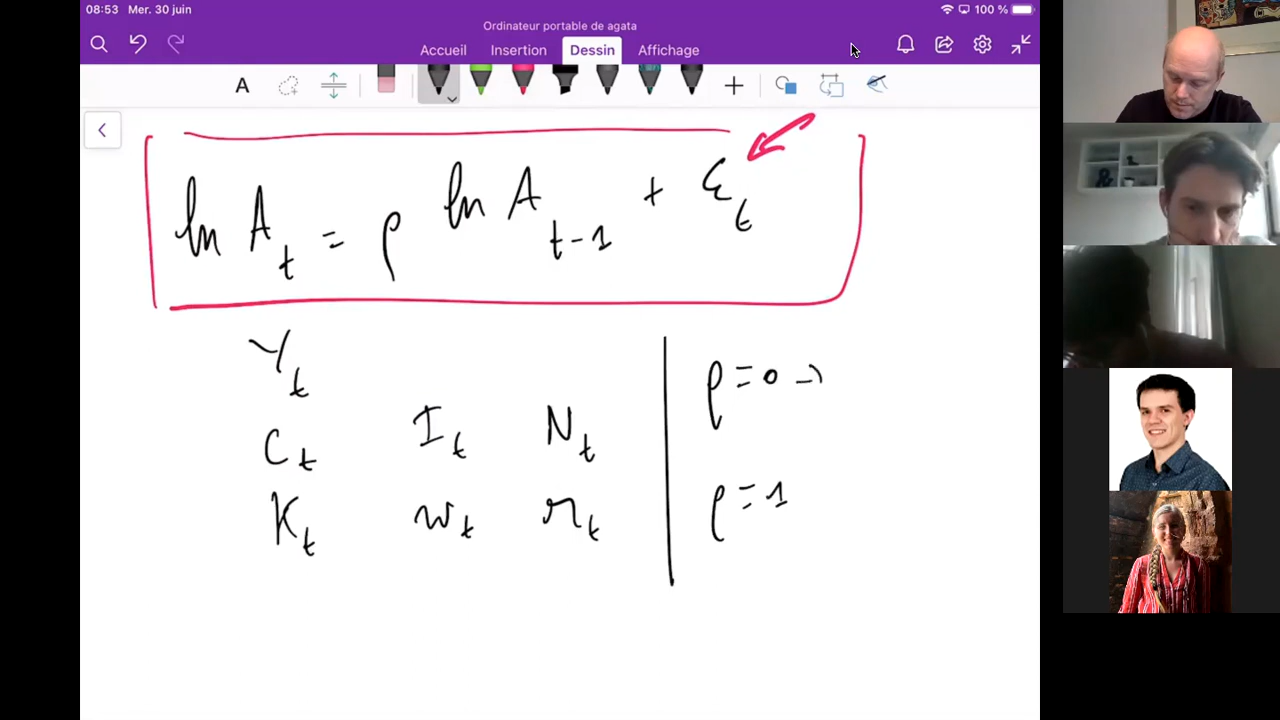 08:53 Mer. 30 juin
100 %
Ordinateur portable de agata
Accueil Insertion Dessin Affichage
A
ln A_t = ρ ln A_{t-1} + ε_t
Y_t
C_t I_t N_t
K_t w_t r_t
ρ = 0 →
ρ = 1